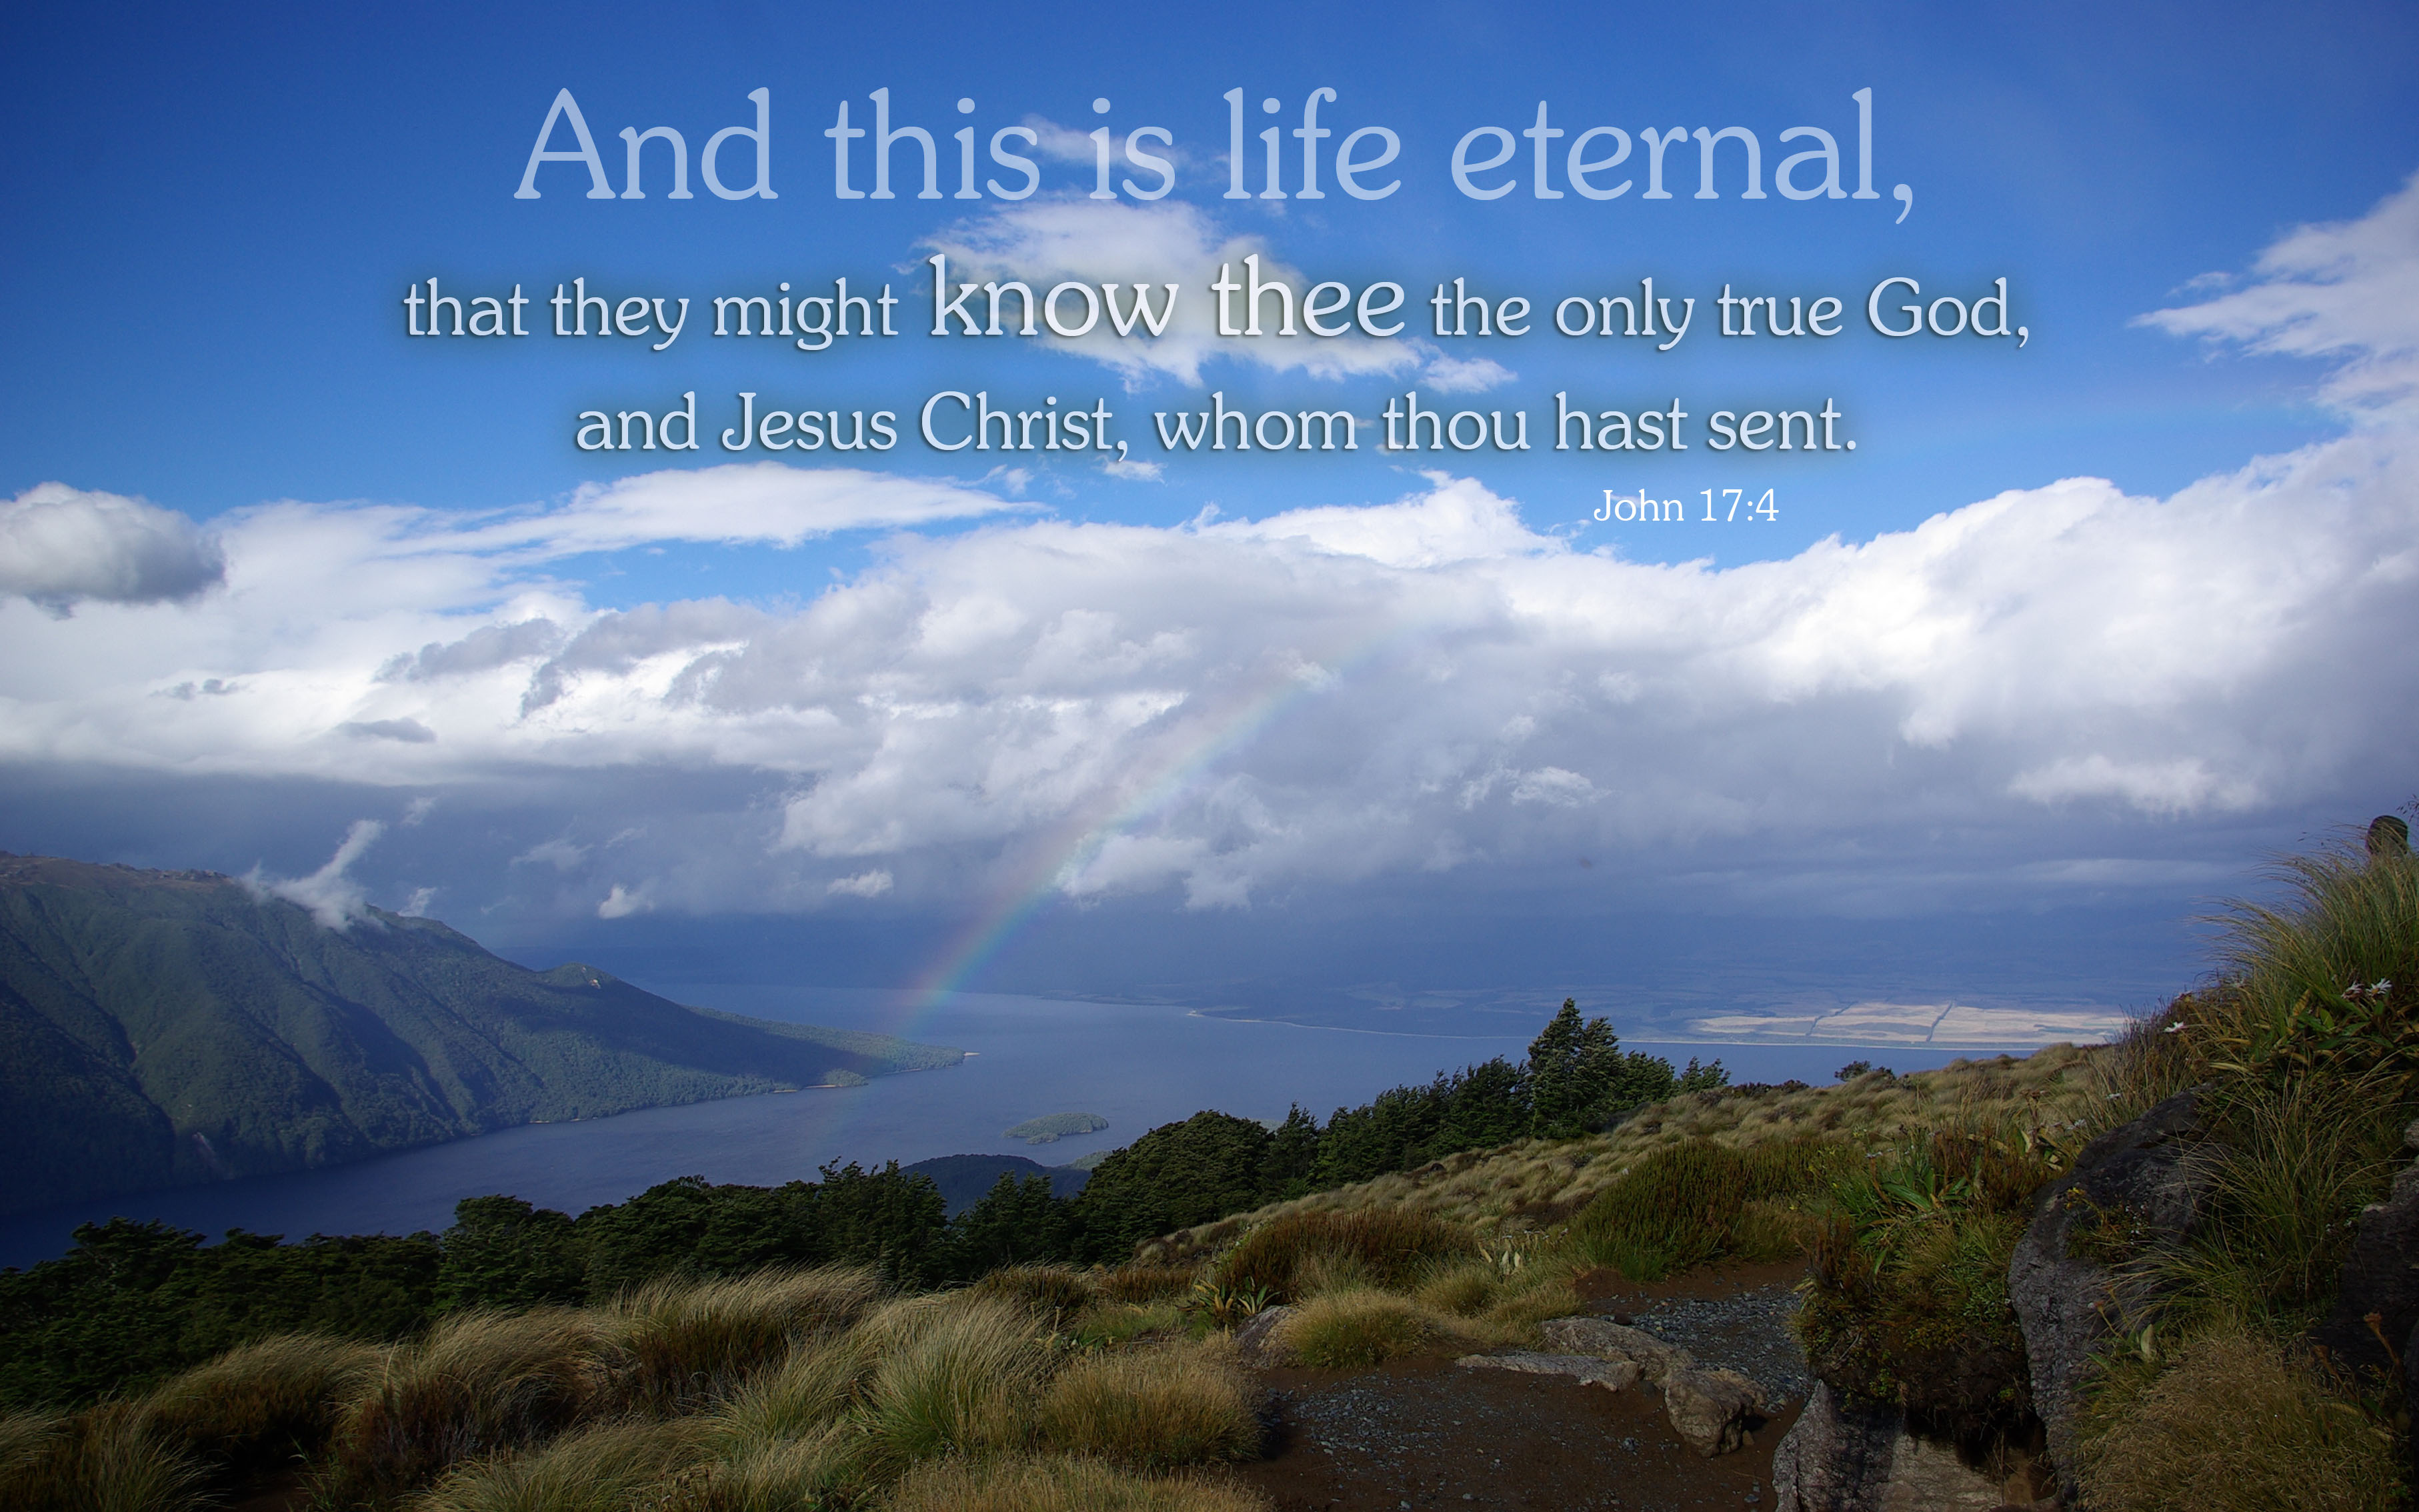 And this is life eternal,
that they might know thee the only true God,
and Jesus Christ, whom thou hast sent.
John 17:4